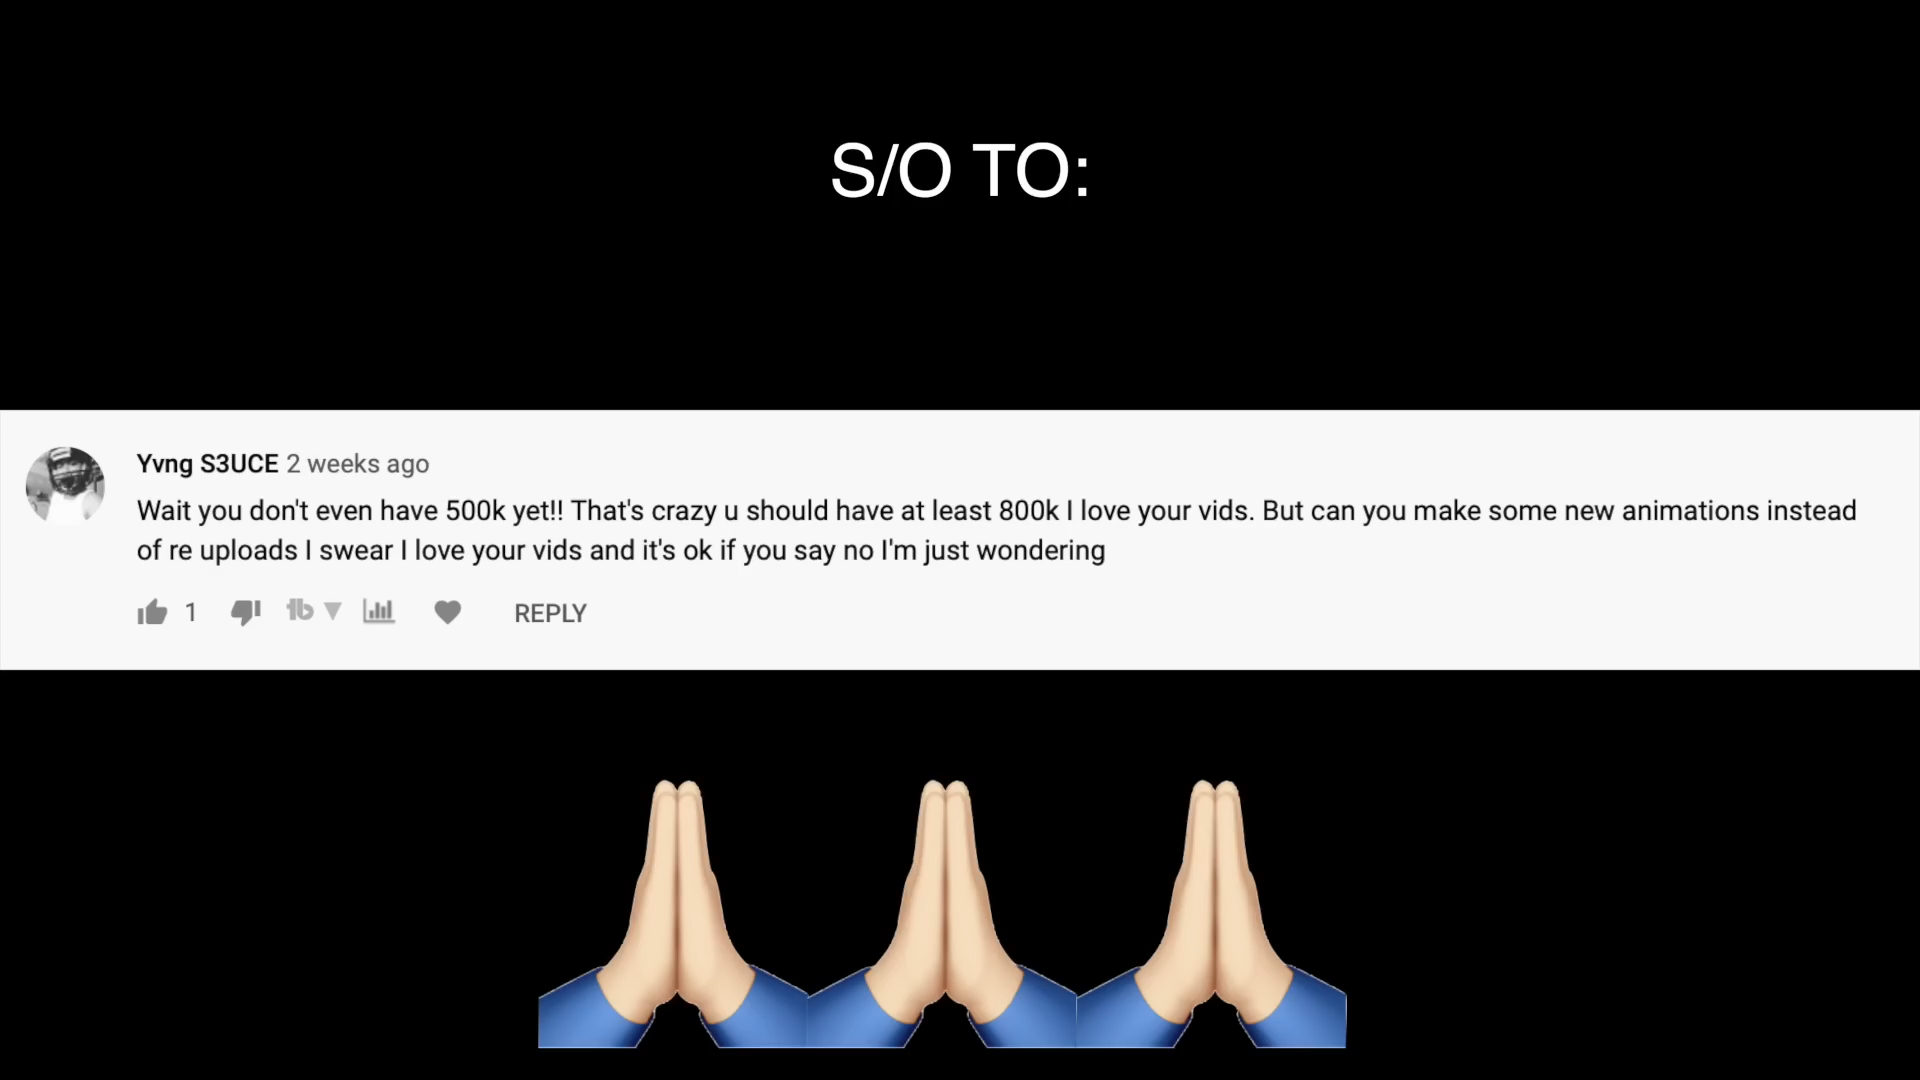 S/O TO:
Yvng S3UCE 2 weeks ago
Wait you don't even have 500k yet!! That's crazy u should have at least 800k I love your vids. But can you make some new animations instead
of re uploads I swear I love your vids and it's ok if you say no I'm just wondering
1 tb REPLY